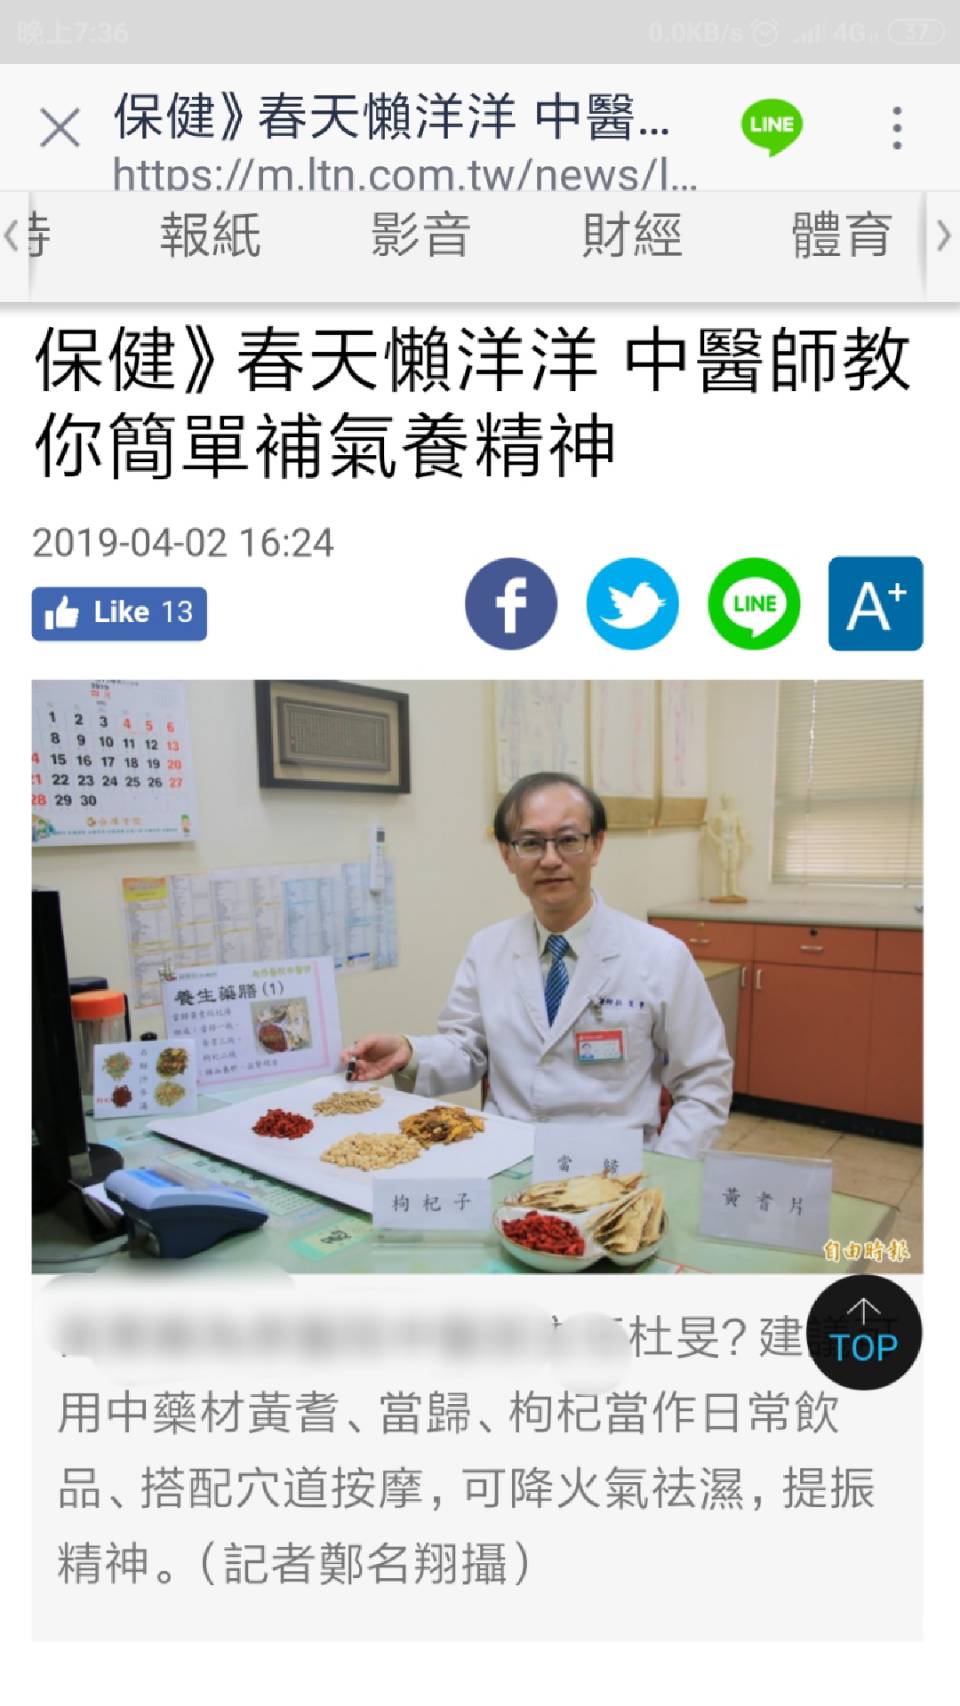 晚上7:36
0.0KB/s 4G 37
保健》春天懶洋洋 中醫...
LINE
https://m.ltn.com.tw/news/l...
報紙 影音 財經 體育
保健》春天懶洋洋 中醫師教
你簡單補氣養精神
2019-04-02 16:24
Like 13
LINE
A+
2019
1 2 3 4 5 6
8 9 10 11 12 13
15 16 17 18 19 20
22 23 24 25 26 27
28 29 30
養生藥膳(1)
枸杞子
當歸
黃耆片
自由時報
杜旻?建議可
TOP
用中藥材黃耆、當歸、枸杞當作日常飲
品、搭配穴道按摩,可降火氣祛濕,提振
精神。(記者鄭名翔攝)